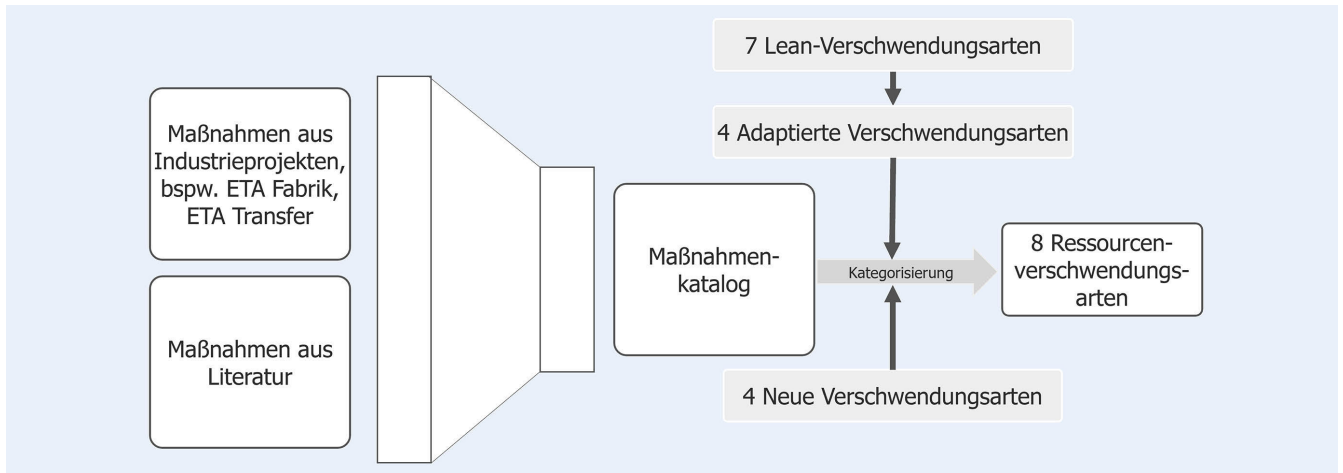 Maßnahmen aus
Industrieprojekten,
bspw. ETA Fabrik,
ETA Transfer
Maßnahmen aus
Literatur
Maßnahmen-
katalog
7 Lean-Verschwendungsarten
4 Adaptierte Verschwendungsarten
Kategorisierung
4 Neue Verschwendungsarten
8 Ressourcen-
verschwendungs-
arten